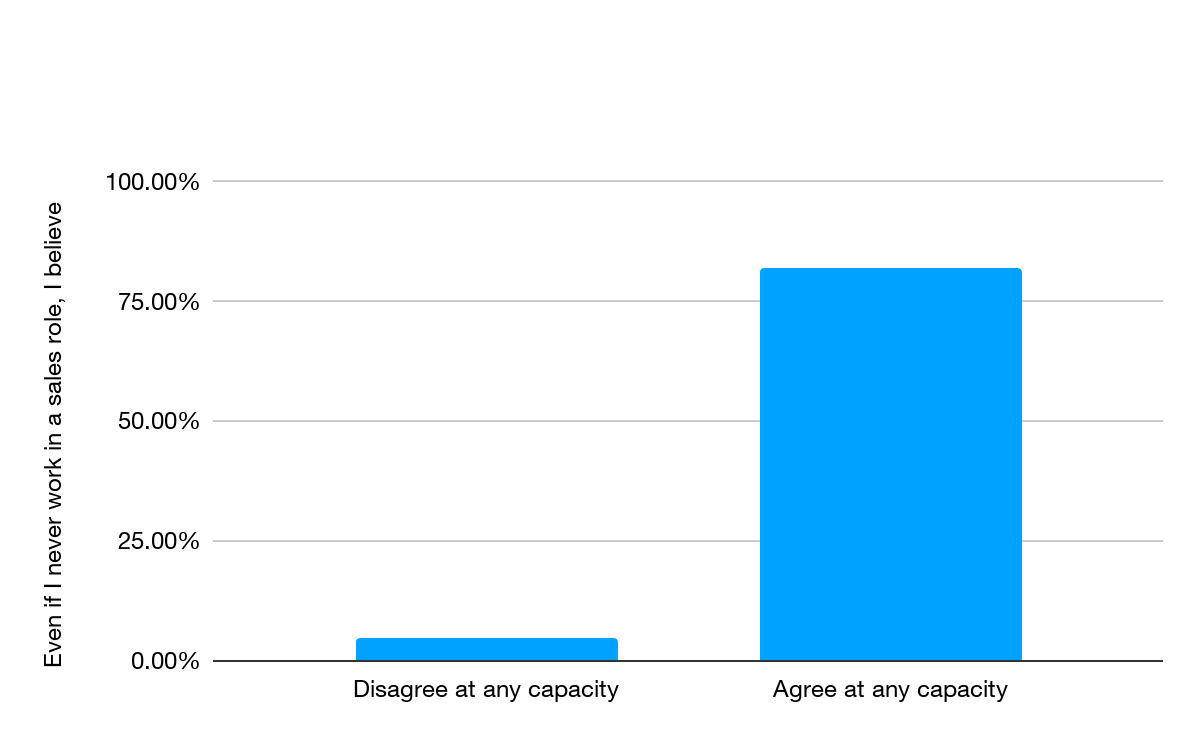 Even if I never work in a sales role, I believe
100.00%
75.00%
50.00%
25.00%
0.00%
Disagree at any capacity
Agree at any capacity